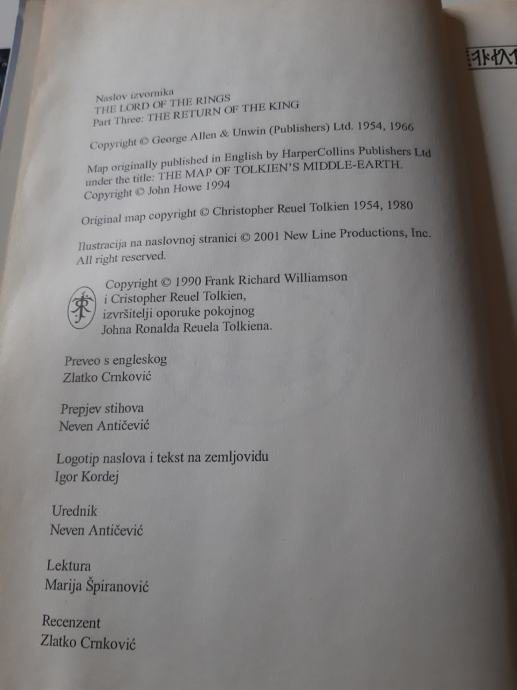 Naslov izvornika
THE LORD OF THE RINGS
Part Three: THE RETURN OF THE KING
Copyright © George Allen & Unwin (Publishers) Ltd. 1954, 1966
Map originally published in English by HarperCollins Publishers Ltd
under the title: THE MAP OF TOLKIEN'S MIDDLE-EARTH.
Copyright © John Howe 1994
Original map copyright © Christopher Reuel Tolkien 1954, 1980
Ilustracija na naslovnoj stranici © 2001 New Line Productions, Inc.
All right reserved.
Copyright © 1990 Frank Richard Williamson
i Cristopher Reuel Tolkien,
izvršitelji oporuke pokojnog
Johna Ronalda Reuela Tolkiena.
Preveo s engleskog
Zlatko Crnković
Prepjev stihova
Neven Antičević
Logotip naslova i tekst na zemljovidu
Igor Kordej
Urednik
Neven Antičević
Lektura
Marija Špiranović
Recenzent
Zlatko Crnković